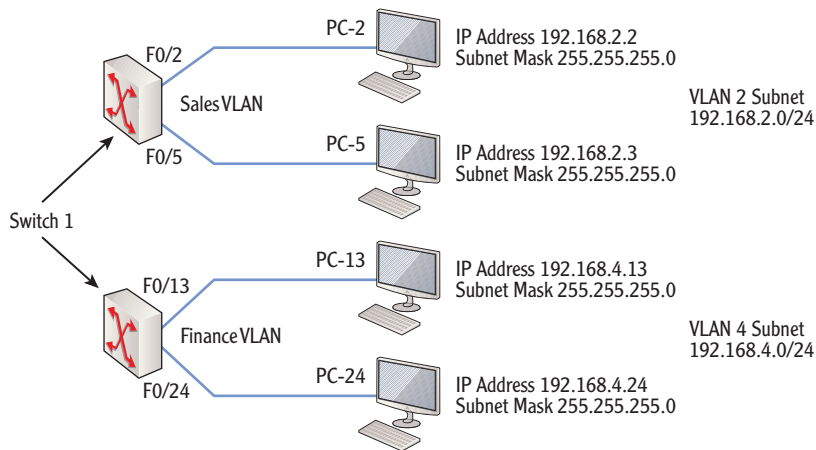 PC-2
IP Address 192.168.2.2
Subnet Mask 255.255.255.0
F0/2
Sales VLAN
VLAN 2 Subnet
192.168.2.0/24
F0/5
PC-5
IP Address 192.168.2.3
Subnet Mask 255.255.255.0
Switch 1
PC-13
IP Address 192.168.4.13
Subnet Mask 255.255.255.0
F0/13
Finance VLAN
VLAN 4 Subnet
192.168.4.0/24
F0/24
PC-24
IP Address 192.168.4.24
Subnet Mask 255.255.255.0